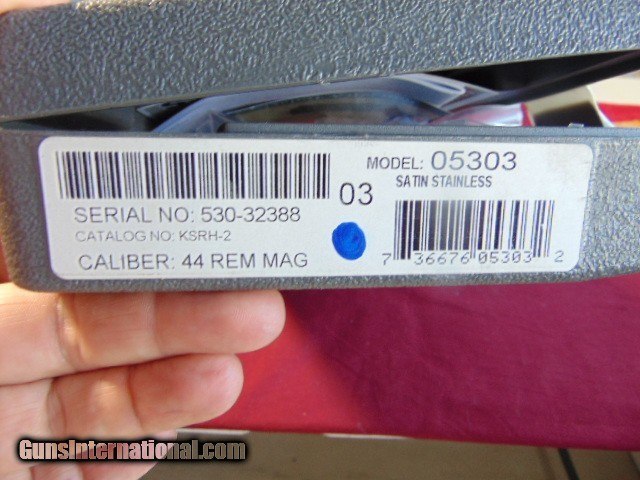 MODEL: 05303
SATIN STAINLESS
03
SERIAL NO: 530-32388
CATALOG NO: KSRH-2
CALIBER: 44 REM MAG
7 36676 05303 2
GunsInternational.com